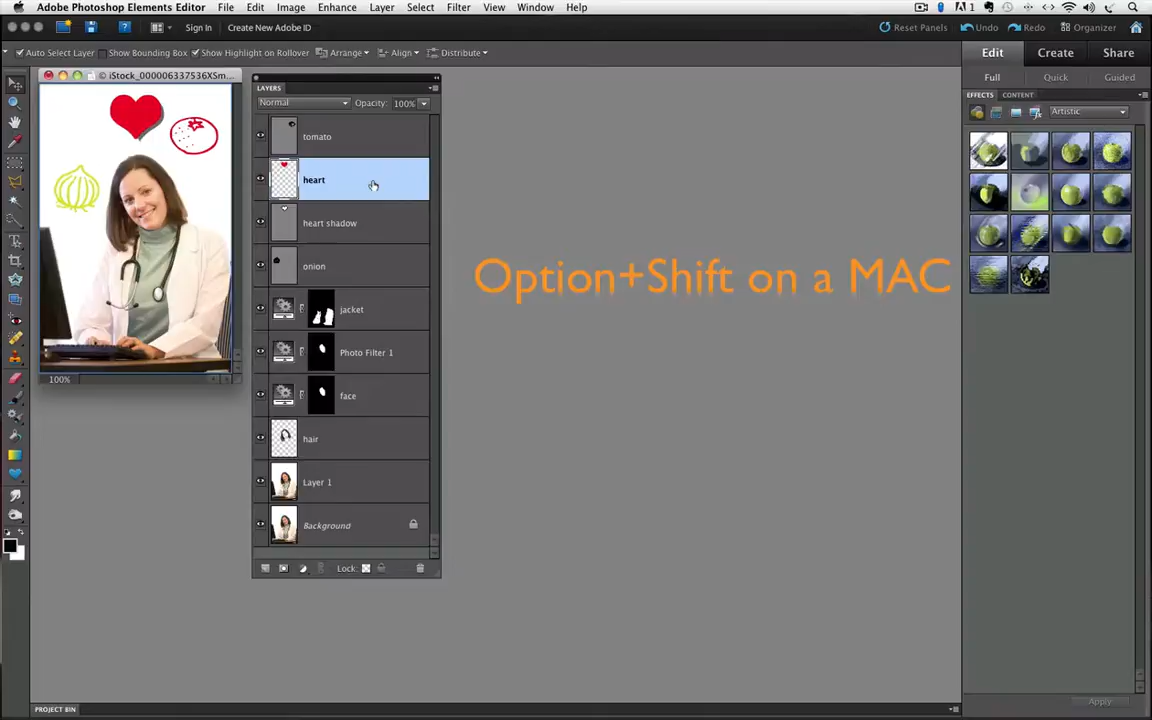 Adobe Photoshop Elements Editor File Edit Image Enhance Layer Select Filter View Window Help 1
Sign In Create New Adobe ID Reset Panels Undo Redo Organizer
Auto Select Layer Show Bounding Box Show Highlight on Rollover Arrange Align Distribute Edit Create Share
© iStock_000006337536XSm... Full Quick Guided
LAYERS EFFECTS CONTENT
Normal Opacity: 100% Artistic
tomato
heart
heart shadow
onion
Option+Shift on a MAC
jacket
Photo Filter 1
100%
face
hair
Layer 1
Background
Lock:
Apply
PROJECT BIN